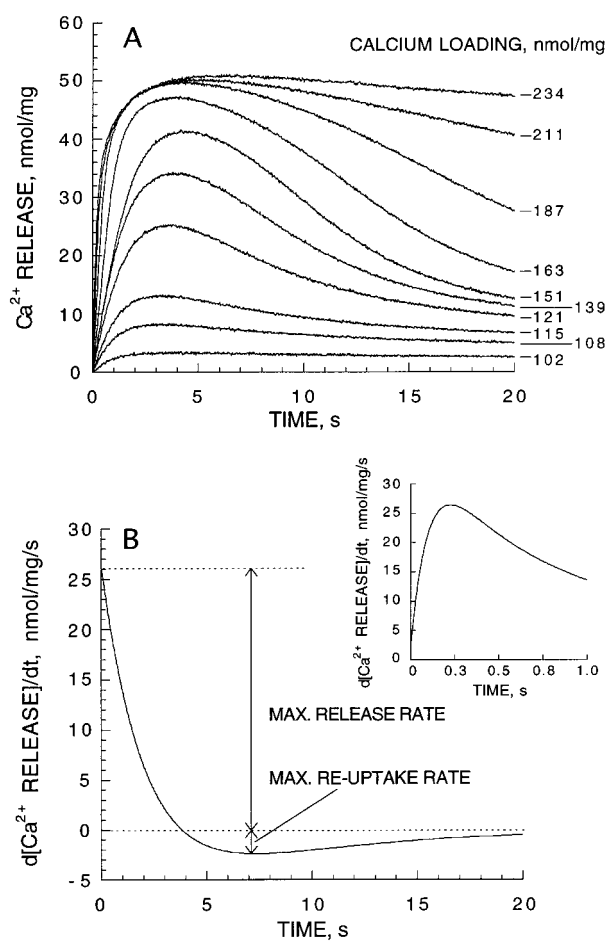 A
CALCIUM LOADING, nmol/mg
Ca2+ RELEASE, nmol/mg
60
50
40
30
20
10
0
234
211
187
163
151
139
121
115
108
102
0 5 10 15 20
TIME, s
B
d[Ca2+ RELEASE]/dt, nmol/mg/s
30
25
20
15
10
5
0
-5
MAX. RELEASE RATE
MAX. RE-UPTAKE RATE
0 5 10 15 20
TIME, s
d[Ca2+ RELEASE]/dt, nmol/mg/s
30
25
20
15
10
5
0
0 0.3 0.5 0.8 1.0
TIME, s